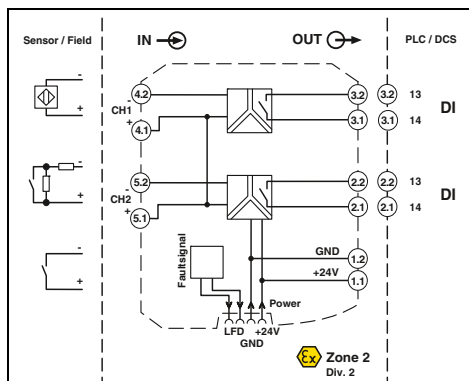 Sensor / Field
IN
OUT
PLC / DCS
-
+
4.2
-
CH1
+
4.1
3.2
3.2
13
3.1
3.1
14
DI
-
+
5.2
-
CH2
+
5.1
2.2
2.2
13
2.1
2.1
14
DI
-
+
Faultsignal
GND
1.2
+24V
1.1
Power
LFD
+24V
GND
Ex
Zone 2
Div. 2